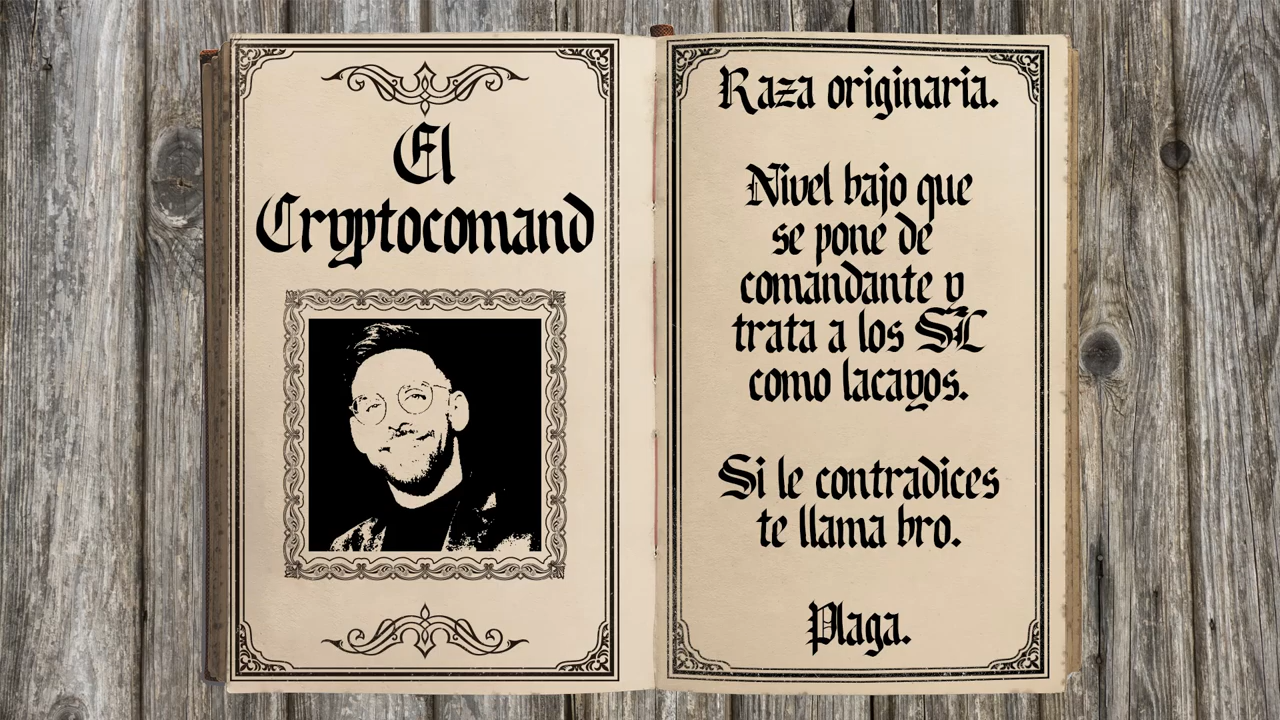 El
Cryptocomand
Raza originaria.
Nivel bajo que
se pone de
comandante y
trata a los SL
como lacayos.
Si le contradices
te llama bro.
Plaga.